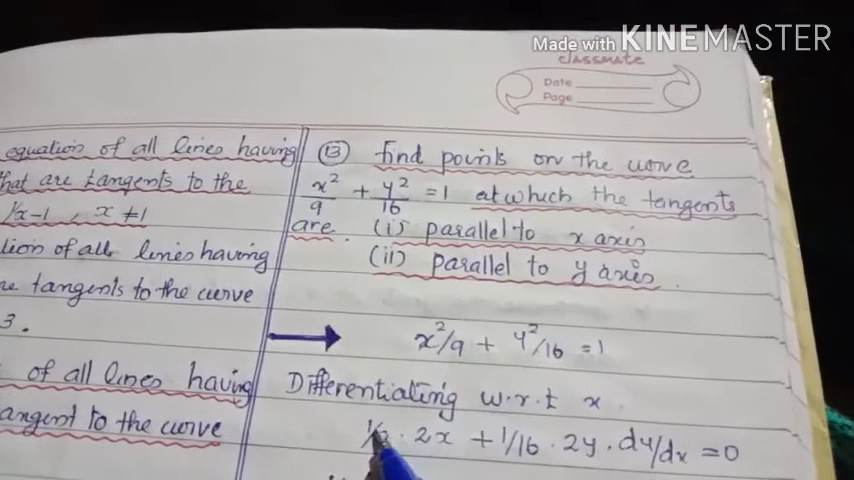 Made with KINEMASTER
classmate
Date
Page
equation of all lines having
that are tangents to the
1/x-1 , x ≠ 1
tion of all lines having
tangents to the curve
3.
of all lines having
tangent to the curve
13 find points on the curve
x²/9 + y²/16 = 1 at which the tangents
are. (i) parallel to x axis
(ii) parallel to y axis.
x²/9 + y²/16 = 1
Differentiating w.r.t x
· 2x + 1/16 · 2y · dy/dx = 0